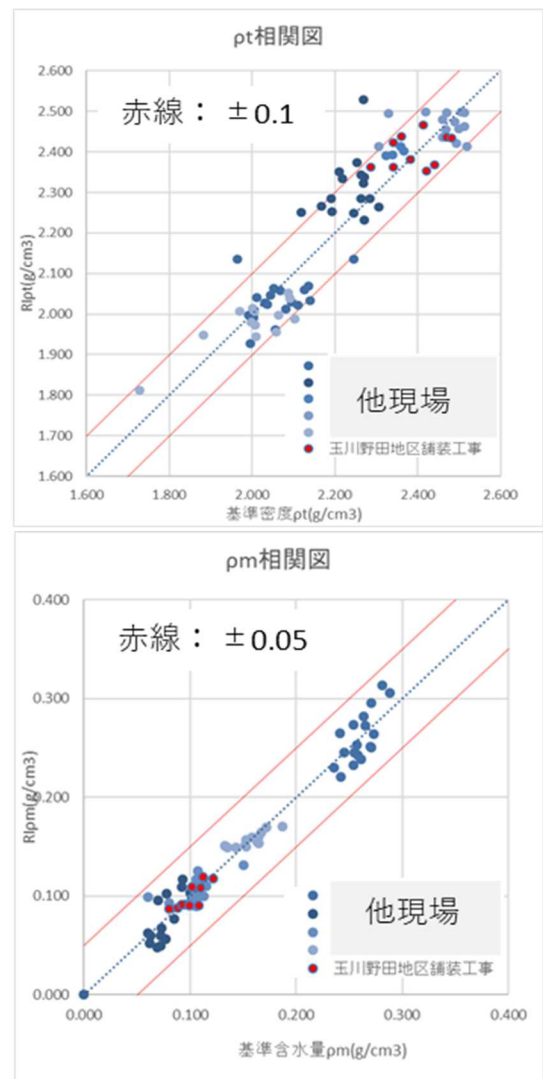 ρt相関図
赤線： ±0.1
2.600
2.500
2.400
2.300
2.200
2.100
2.000
1.900
1.800
1.700
1.600
RIρt(g/cm3)
他現場
玉川野田地区舗装工事
1.600
1.800
2.000
2.200
2.400
2.600
基準密度ρt(g/cm3)
ρm相関図
赤線： ±0.05
0.400
0.300
0.200
0.100
0.000
RIρm(g/cm3)
他現場
玉川野田地区舗装工事
0.000
0.100
0.200
0.300
0.400
基準含水量ρm(g/cm3)